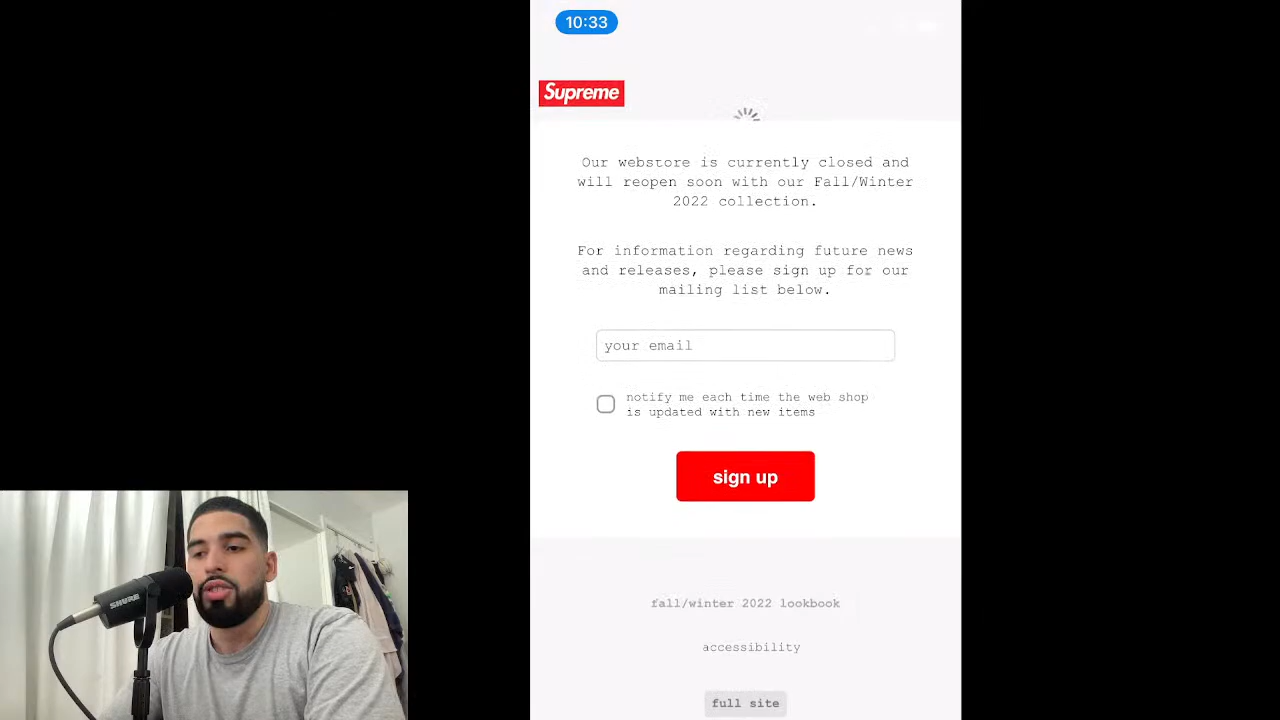 10:33
Supreme
Our webstore is currently closed and
will reopen soon with our Fall/Winter
2022 collection.
For information regarding future news
and releases, please sign up for our
mailing list below.
your email
notify me each time the web shop
is updated with new items
sign up
SHURE
fall/winter 2022 lookbook
accessibility
full site